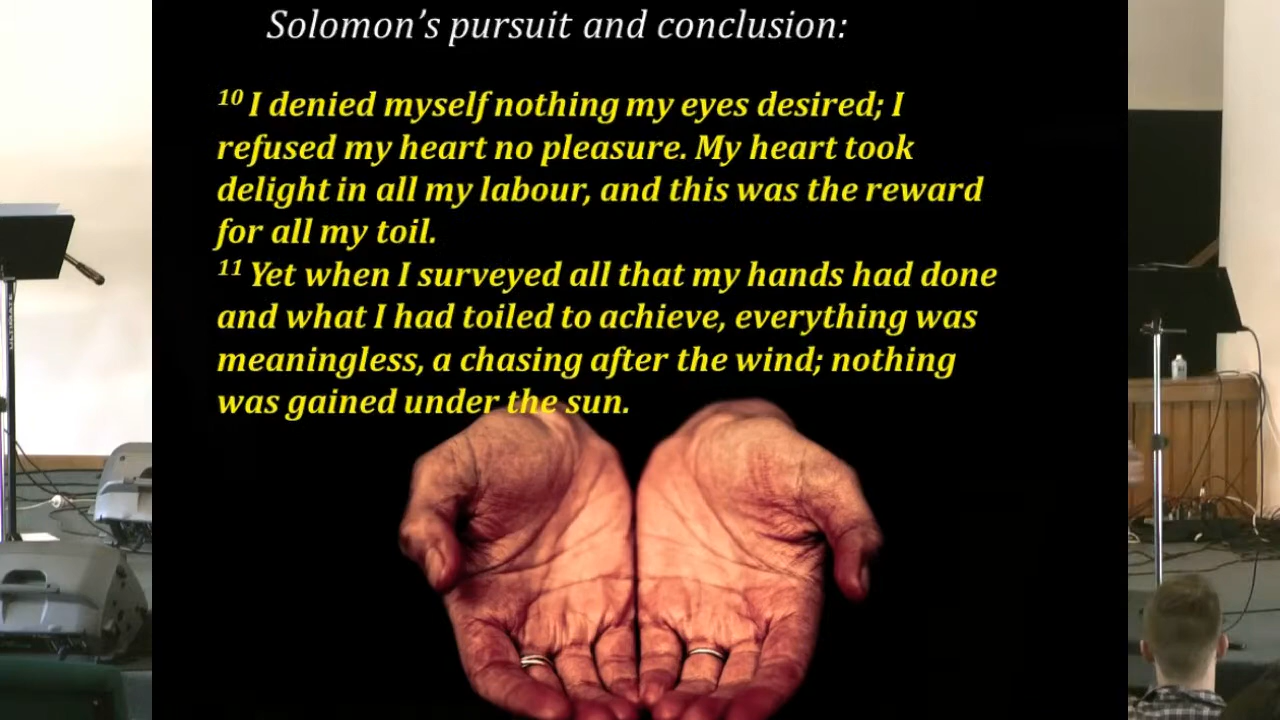 Solomon's pursuit and conclusion:
10 I denied myself nothing my eyes desired; I
refused my heart no pleasure. My heart took
delight in all my labour, and this was the reward
for all my toil.
11 Yet when I surveyed all that my hands had done
and what I had toiled to achieve, everything was
meaningless, a chasing after the wind; nothing
was gained under the sun.